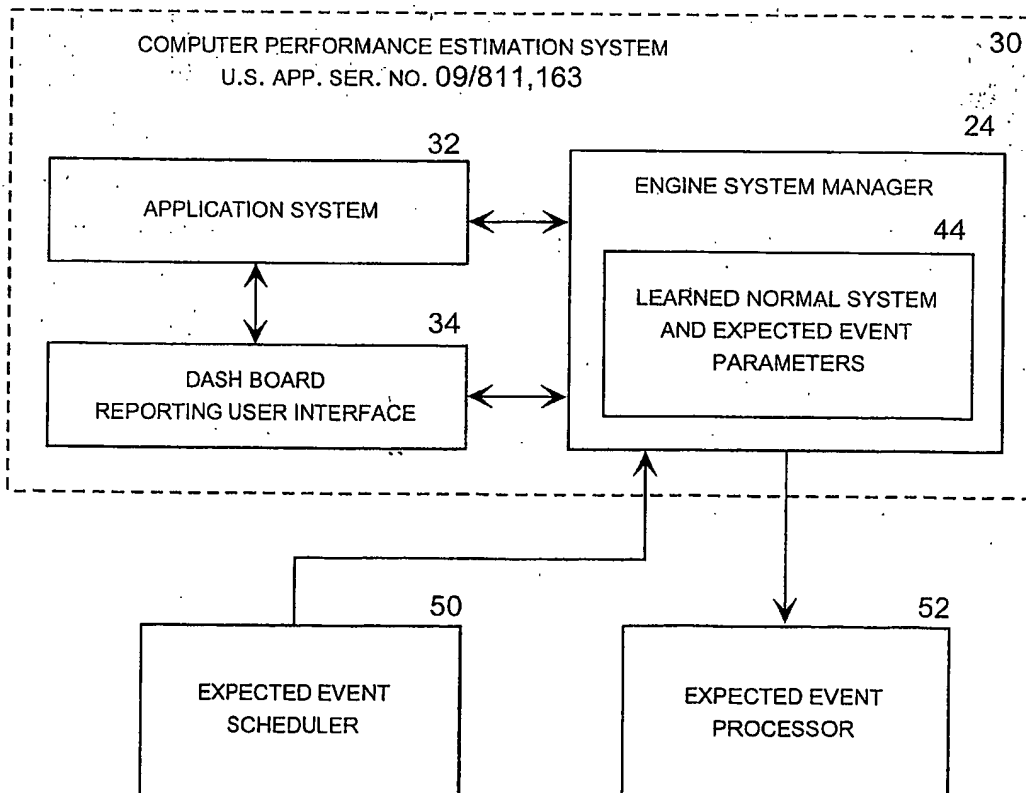 COMPUTER PERFORMANCE ESTIMATION SYSTEM
30
U.S. APP. SER. NO. 09/811,163
32
24
APPLICATION SYSTEM
ENGINE SYSTEM MANAGER
44
LEARNED NORMAL SYSTEM
AND EXPECTED EVENT
PARAMETERS
34
DASH BOARD
REPORTING USER INTERFACE
50
52
EXPECTED EVENT
SCHEDULER
EXPECTED EVENT
PROCESSOR